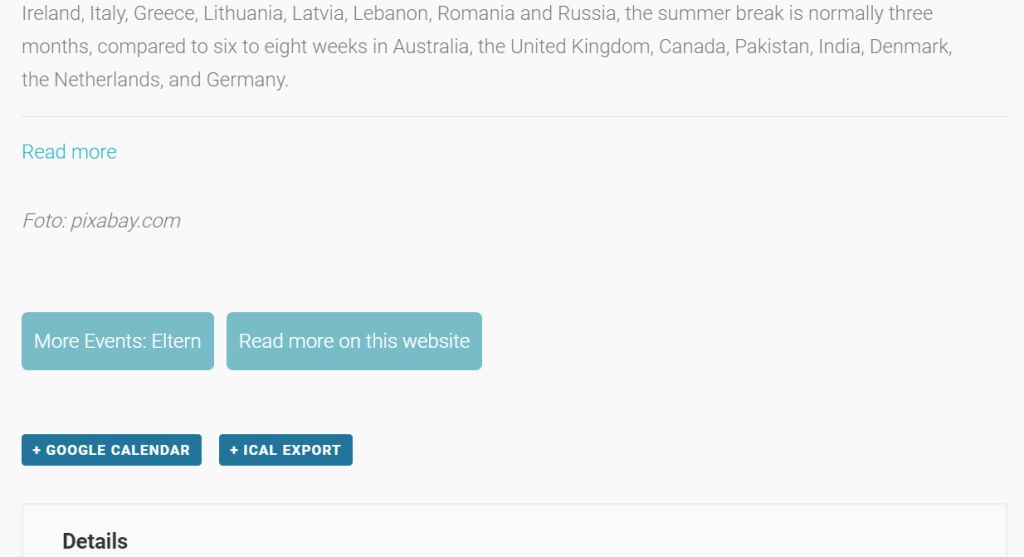 Ireland, Italy, Greece, Lithuania, Latvia, Lebanon, Romania and Russia, the summer break is normally three
months, compared to six to eight weeks in Australia, the United Kingdom, Canada, Pakistan, India, Denmark,
the Netherlands, and Germany.
Read more
Foto: pixabay.com
More Events: Eltern
Read more on this website
+ GOOGLE CALENDAR
+ ICAL EXPORT
Details